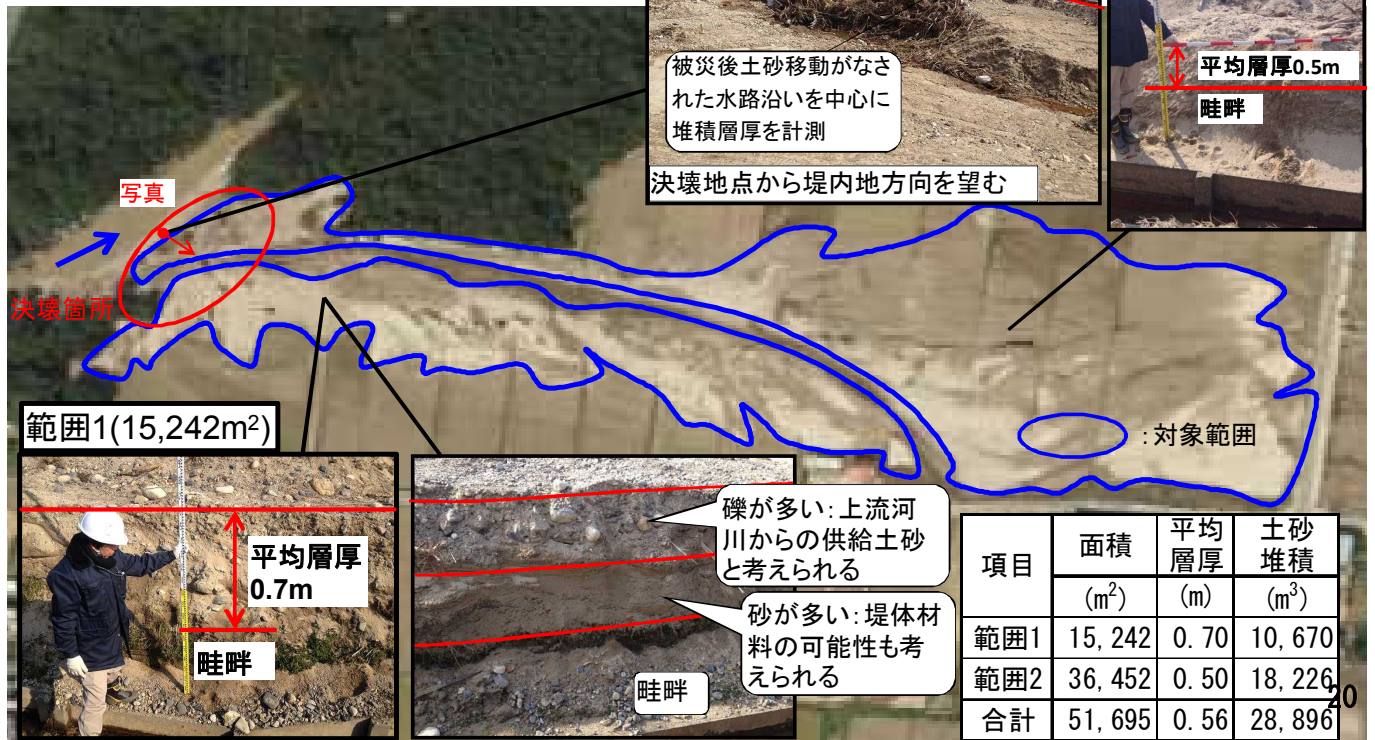 被災後土砂移動がなさ
れた水路沿いを中心に
堆積層厚を計測
決壊地点から堤内地方向を望む
平均層厚0.5m
畦畔
写真
決壊箇所
範囲1(15,242m²)
:対象範囲
平均層厚
0.7m
畦畔
礫が多い:上流河
川からの供給土砂
と考えられる
砂が多い:堤体材
料の可能性も考
えられる
畦畔
項目 面積 平均層厚 土砂堆積
(m²) (m) (m³)
範囲1 15,242 0.70 10,670
範囲2 36,452 0.50 18,226
合計 51,695 0.56 28,896
20